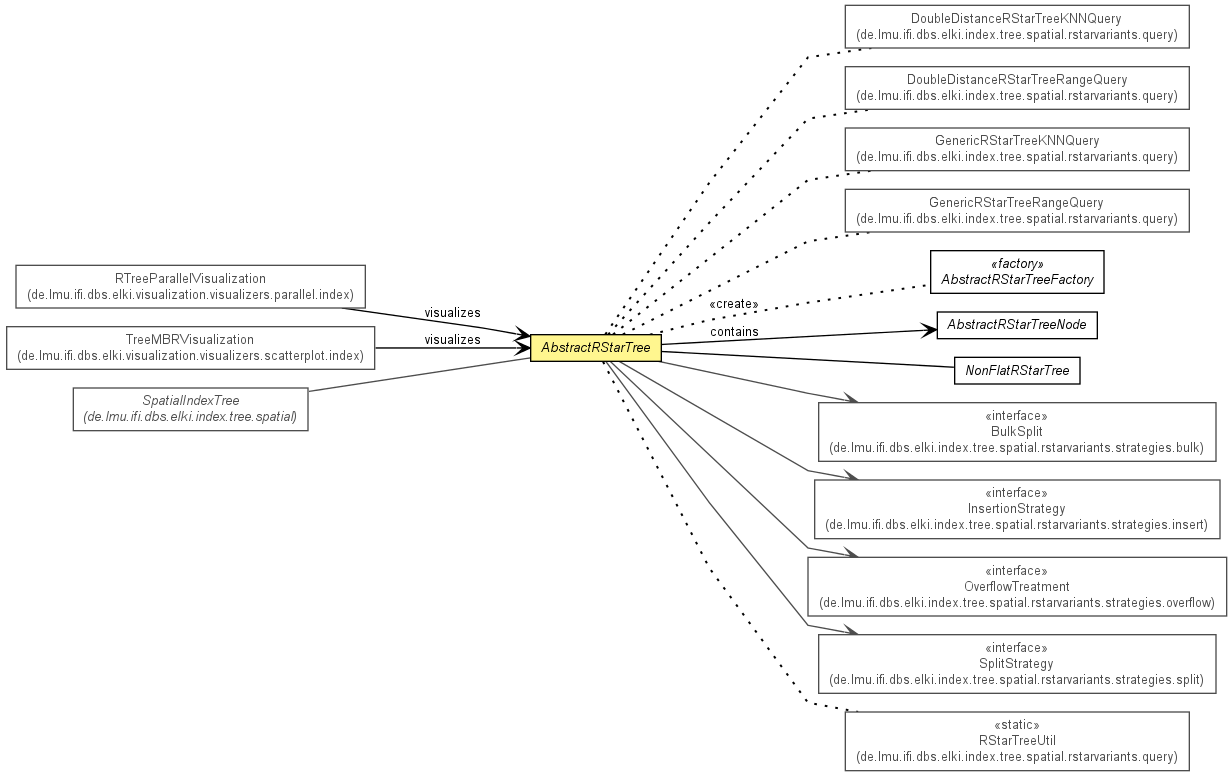 DoubleDistanceRStarTreeKNNQuery
(de.lmu.ifi.dbs.elki.index.tree.spatial.rstarvariants.query)
DoubleDistanceRStarTreeRangeQuery
(de.lmu.ifi.dbs.elki.index.tree.spatial.rstarvariants.query)
GenericRStarTreeKNNQuery
(de.lmu.ifi.dbs.elki.index.tree.spatial.rstarvariants.query)
GenericRStarTreeRangeQuery
(de.lmu.ifi.dbs.elki.index.tree.spatial.rstarvariants.query)
RTreeParallelVisualization
(de.lmu.ifi.dbs.elki.visualization.visualizers.parallel.index)
TreeMBRVisualization
(de.lmu.ifi.dbs.elki.visualization.visualizers.scatterplot.index)
SpatialIndexTree
(de.lmu.ifi.dbs.elki.index.tree.spatial)
visualizes
visualizes
AbstractRStarTree
«create»
contains
«factory»
AbstractRStarTreeFactory
AbstractRStarTreeNode
NonFlatRStarTree
«interface»
BulkSplit
(de.lmu.ifi.dbs.elki.index.tree.spatial.rstarvariants.strategies.bulk)
«interface»
InsertionStrategy
(de.lmu.ifi.dbs.elki.index.tree.spatial.rstarvariants.strategies.insert)
«interface»
OverflowTreatment
(de.lmu.ifi.dbs.elki.index.tree.spatial.rstarvariants.strategies.overflow)
«interface»
SplitStrategy
(de.lmu.ifi.dbs.elki.index.tree.spatial.rstarvariants.strategies.split)
«static»
RStarTreeUtil
(de.lmu.ifi.dbs.elki.index.tree.spatial.rstarvariants.query)